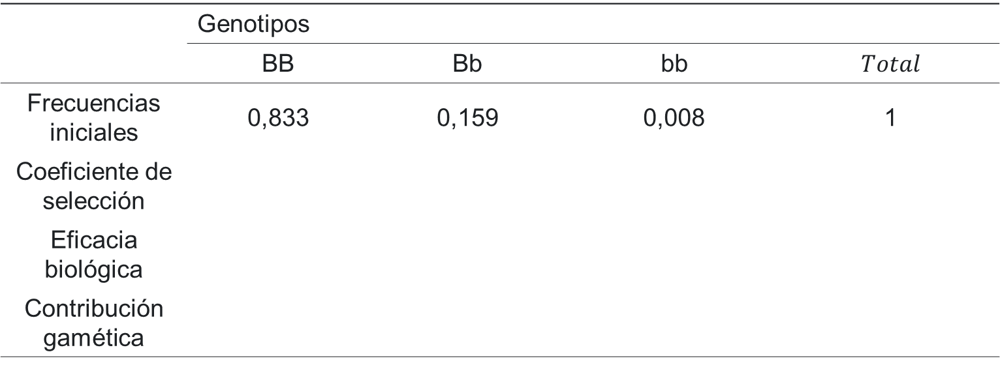 Genotipos
BB Bb bb Total
Frecuencias
iniciales
0,833 0,159 0,008 1
Coeficiente de
selección
Eficacia
biológica
Contribución
gamética